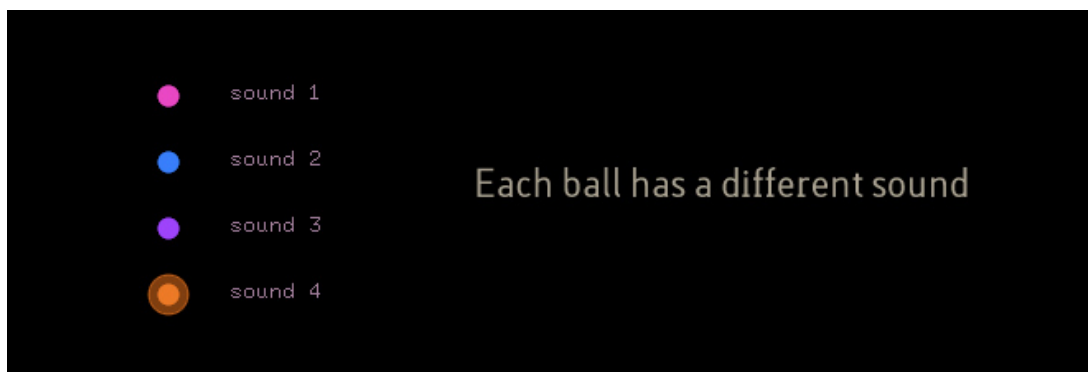 sound 1
sound 2
Each ball has a different sound
sound 3
sound 4